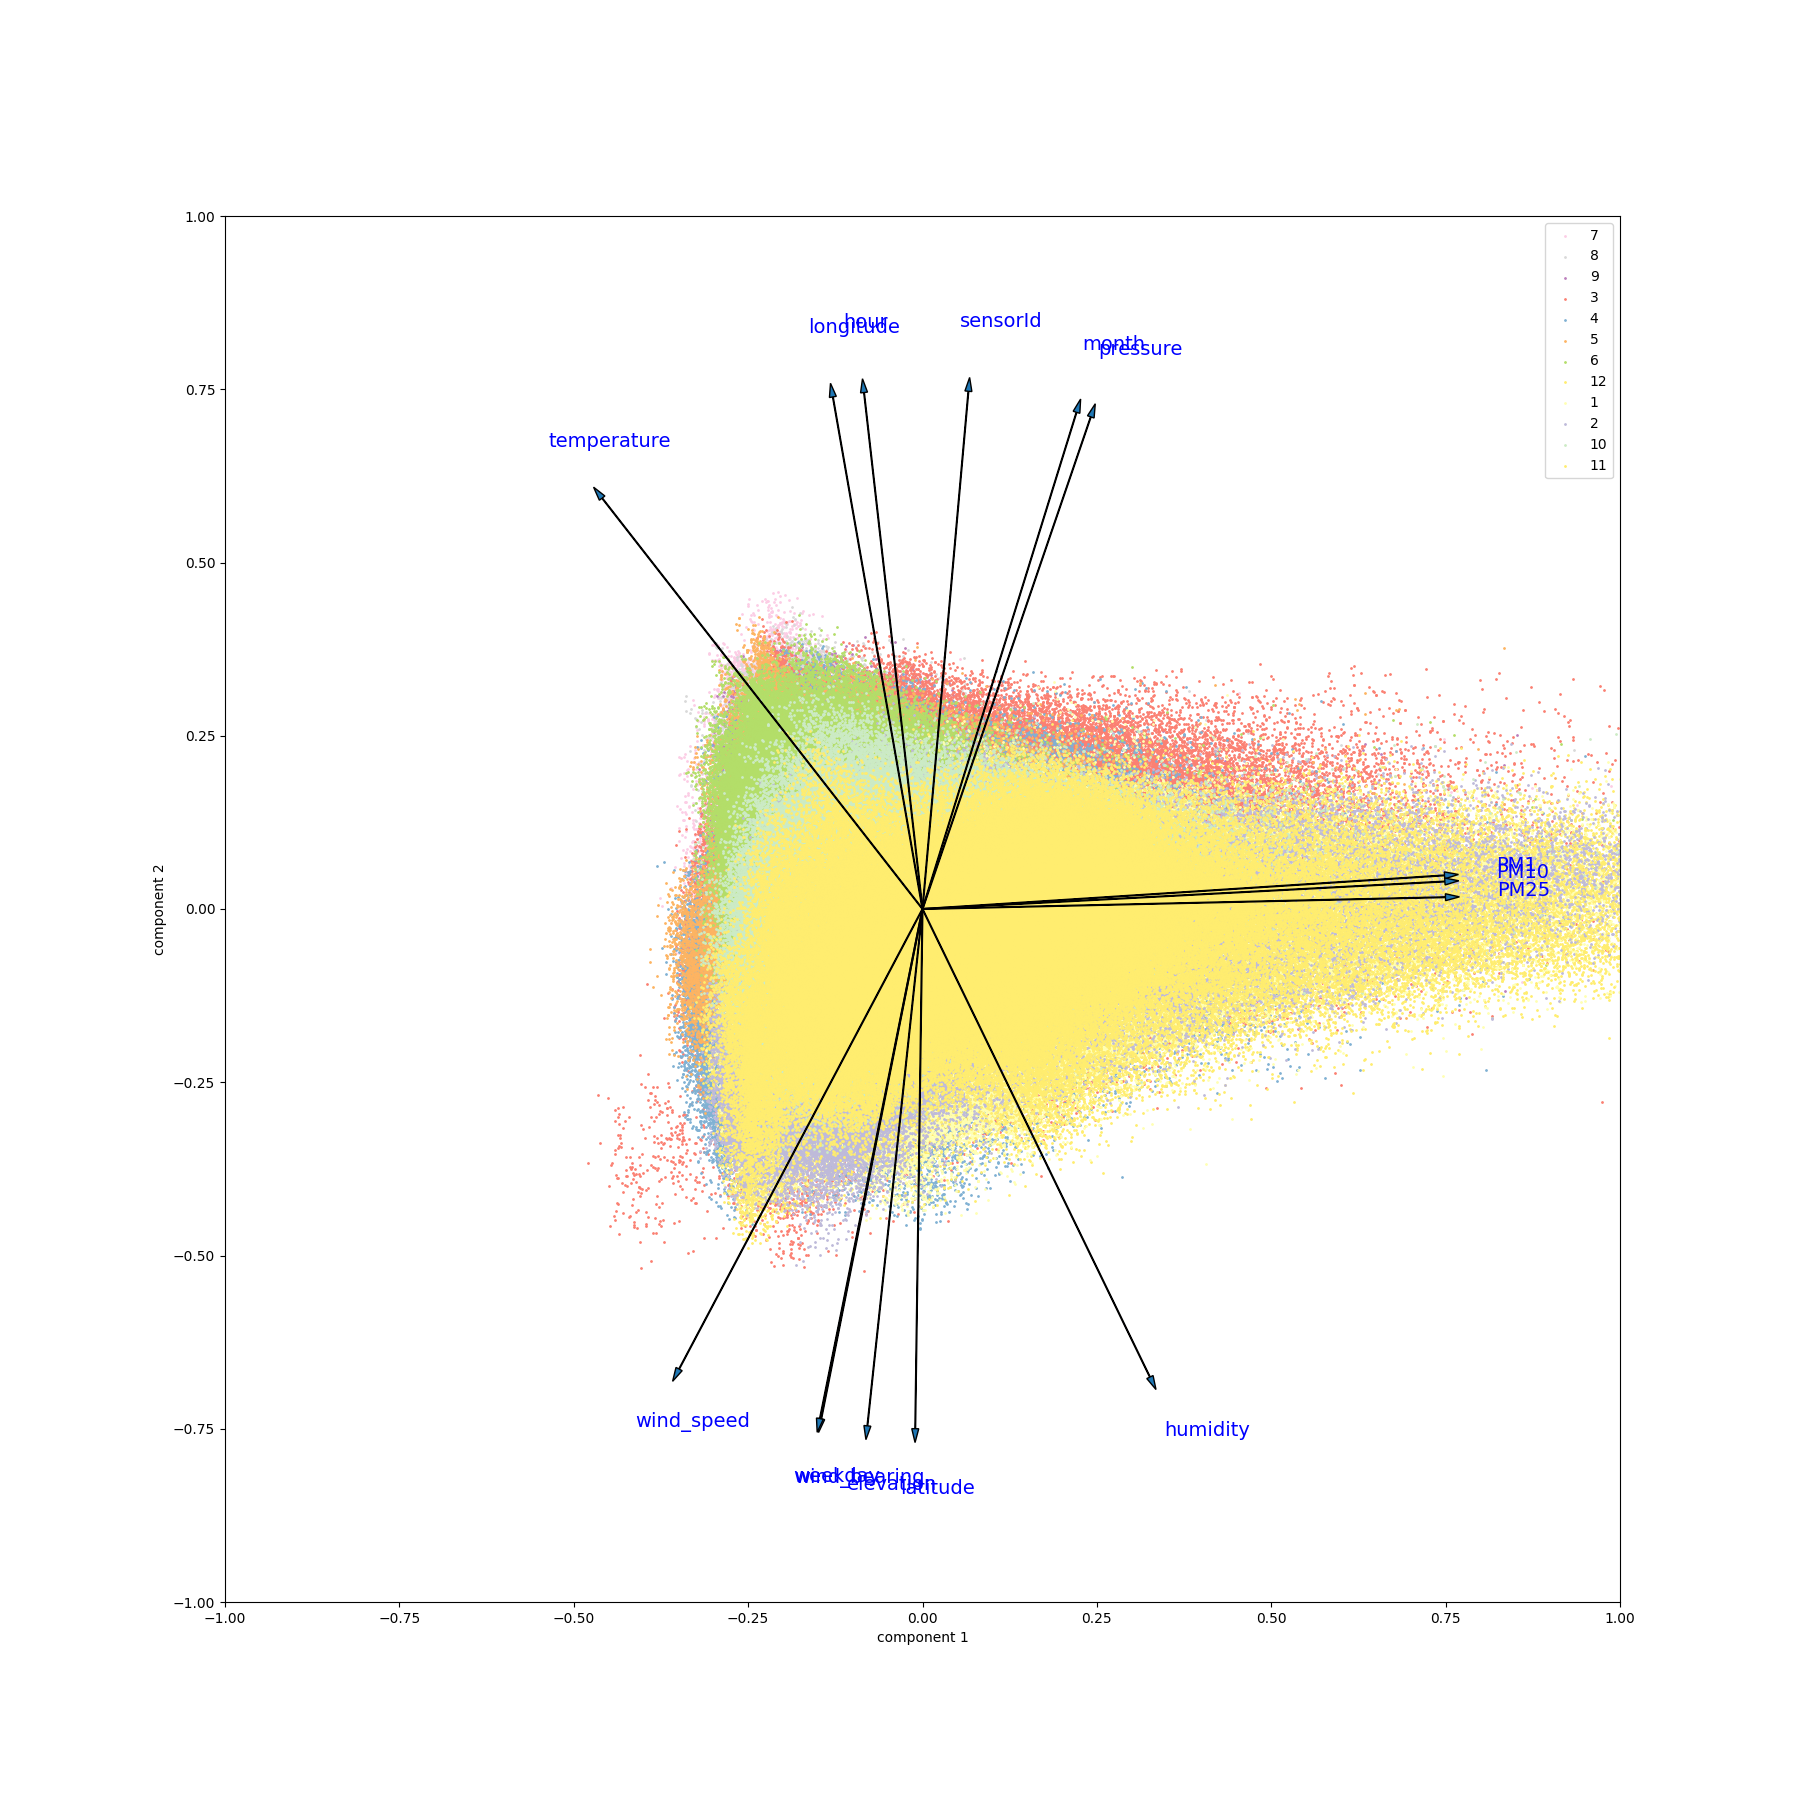 1.00
0.75
0.50
0.25
0.00
−0.25
−0.50
−0.75
−1.00
component 2
7
8
9
3
4
5
6
12
1
2
10
11
hour
longitude
sensorId
month
pressure
temperature
PM1
PM10
PM25
wind_speed
humidity
weekday
wind_bearing
elevation
latitude
−1.00 −0.75 −0.50 −0.25 0.00 0.25 0.50 0.75 1.00
component 1